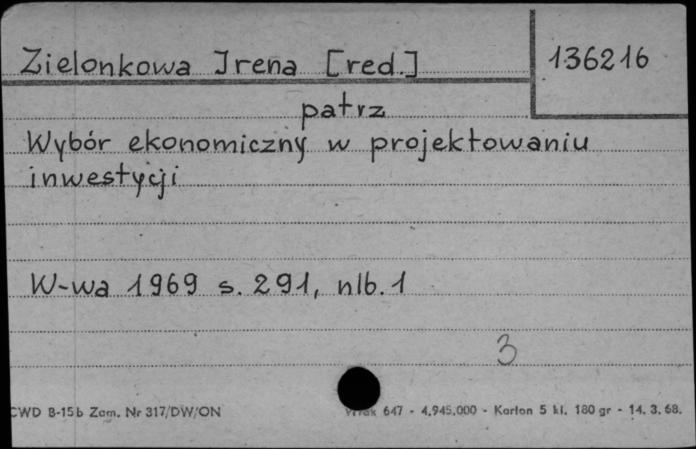 Zielonkowa Irena [red.]
136216
patrz
Wybór ekonomiczny w projektowaniu
inwestycji
W-wa 1969 s. 291, nlb. 1
3
CWD B-15b Zam. Nr 317/DW/ON
647 - 4,945,000 - Karton 5 kl. 180 gr - 14. 3. 68.